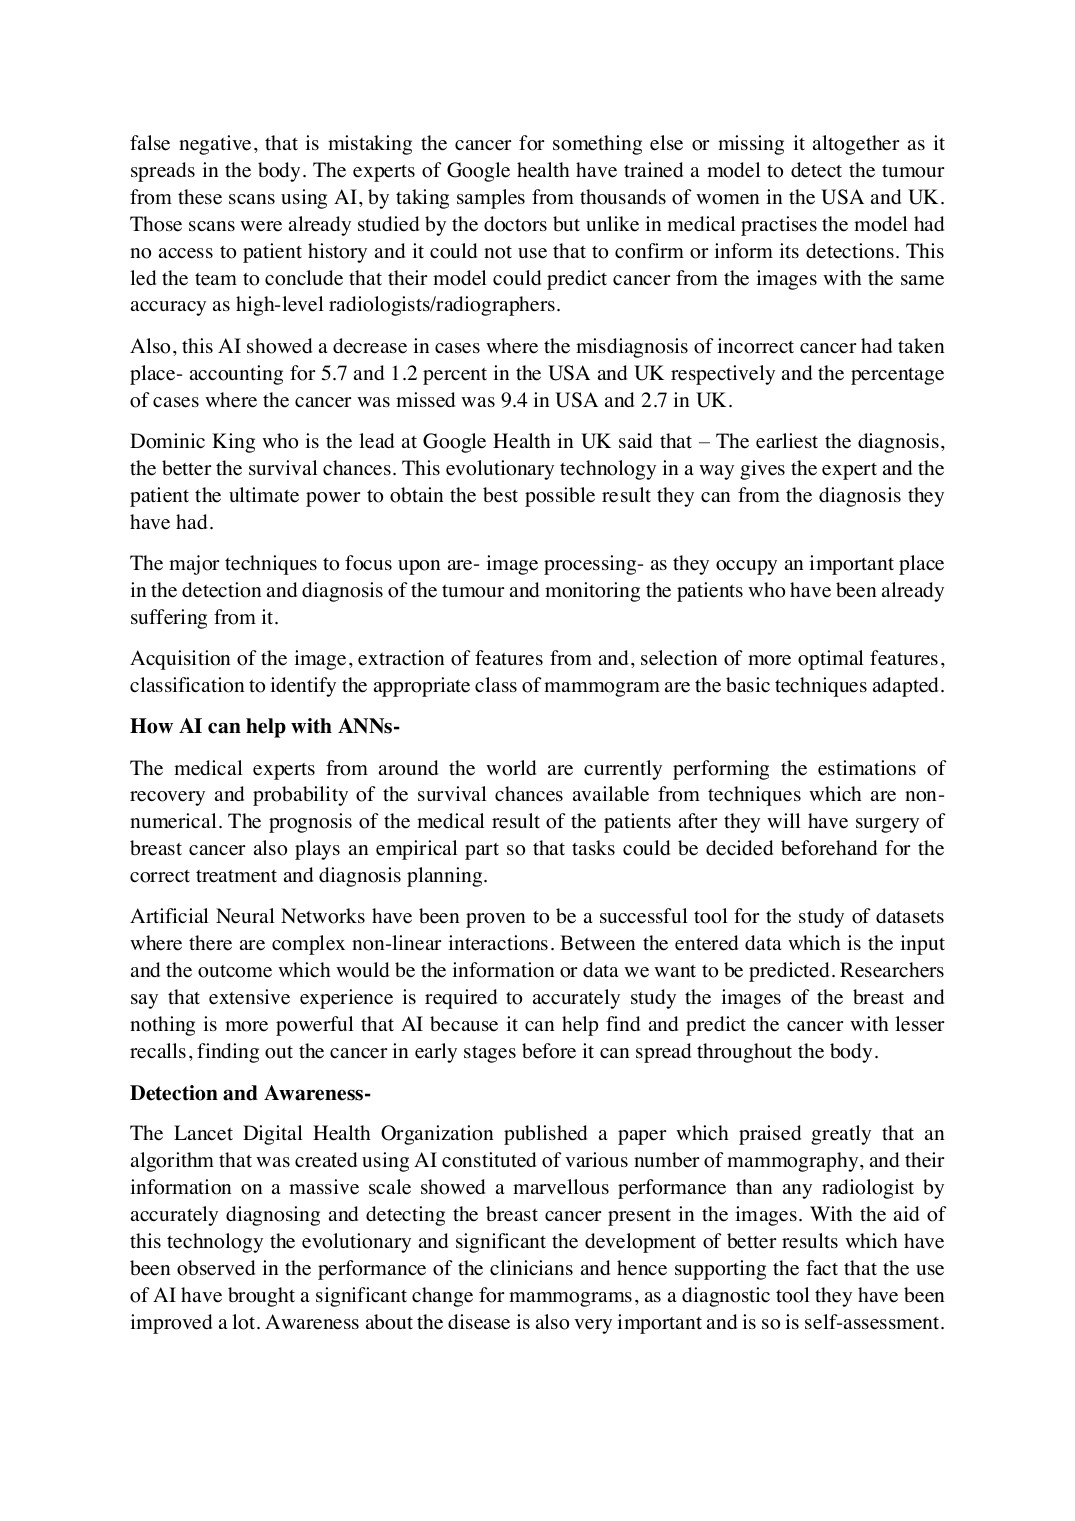 false negative, that is mistaking the cancer for something else or missing it altogether as it
spreads in the body. The experts of Google health have trained a model to detect the tumour
from these scans using AI, by taking samples from thousands of women in the USA and UK.
Those scans were already studied by the doctors but unlike in medical practises the model had
no access to patient history and it could not use that to confirm or inform its detections. This
led the team to conclude that their model could predict cancer from the images with the same
accuracy as high-level radiologists/radiographers.
Also, this AI showed a decrease in cases where the misdiagnosis of incorrect cancer had taken
place- accounting for 5.7 and 1.2 percent in the USA and UK respectively and the percentage
of cases where the cancer was missed was 9.4 in USA and 2.7 in UK.
Dominic King who is the lead at Google Health in UK said that – The earliest the diagnosis,
the better the survival chances. This evolutionary technology in a way gives the expert and the
patient the ultimate power to obtain the best possible result they can from the diagnosis they
have had.
The major techniques to focus upon are- image processing- as they occupy an important place
in the detection and diagnosis of the tumour and monitoring the patients who have been already
suffering from it.
Acquisition of the image, extraction of features from and, selection of more optimal features,
classification to identify the appropriate class of mammogram are the basic techniques adapted.
How AI can help with ANNs-
The medical experts from around the world are currently performing the estimations of
recovery and probability of the survival chances available from techniques which are non-
numerical. The prognosis of the medical result of the patients after they will have surgery of
breast cancer also plays an empirical part so that tasks could be decided beforehand for the
correct treatment and diagnosis planning.
Artificial Neural Networks have been proven to be a successful tool for the study of datasets
where there are complex non-linear interactions. Between the entered data which is the input
and the outcome which would be the information or data we want to be predicted. Researchers
say that extensive experience is required to accurately study the images of the breast and
nothing is more powerful that AI because it can help find and predict the cancer with lesser
recalls, finding out the cancer in early stages before it can spread throughout the body.
Detection and Awareness-
The Lancet Digital Health Organization published a paper which praised greatly that an
algorithm that was created using AI constituted of various number of mammography, and their
information on a massive scale showed a marvellous performance than any radiologist by
accurately diagnosing and detecting the breast cancer present in the images. With the aid of
this technology the evolutionary and significant the development of better results which have
been observed in the performance of the clinicians and hence supporting the fact that the use
of AI have brought a significant change for mammograms, as a diagnostic tool they have been
improved a lot. Awareness about the disease is also very important and is so is self-assessment.